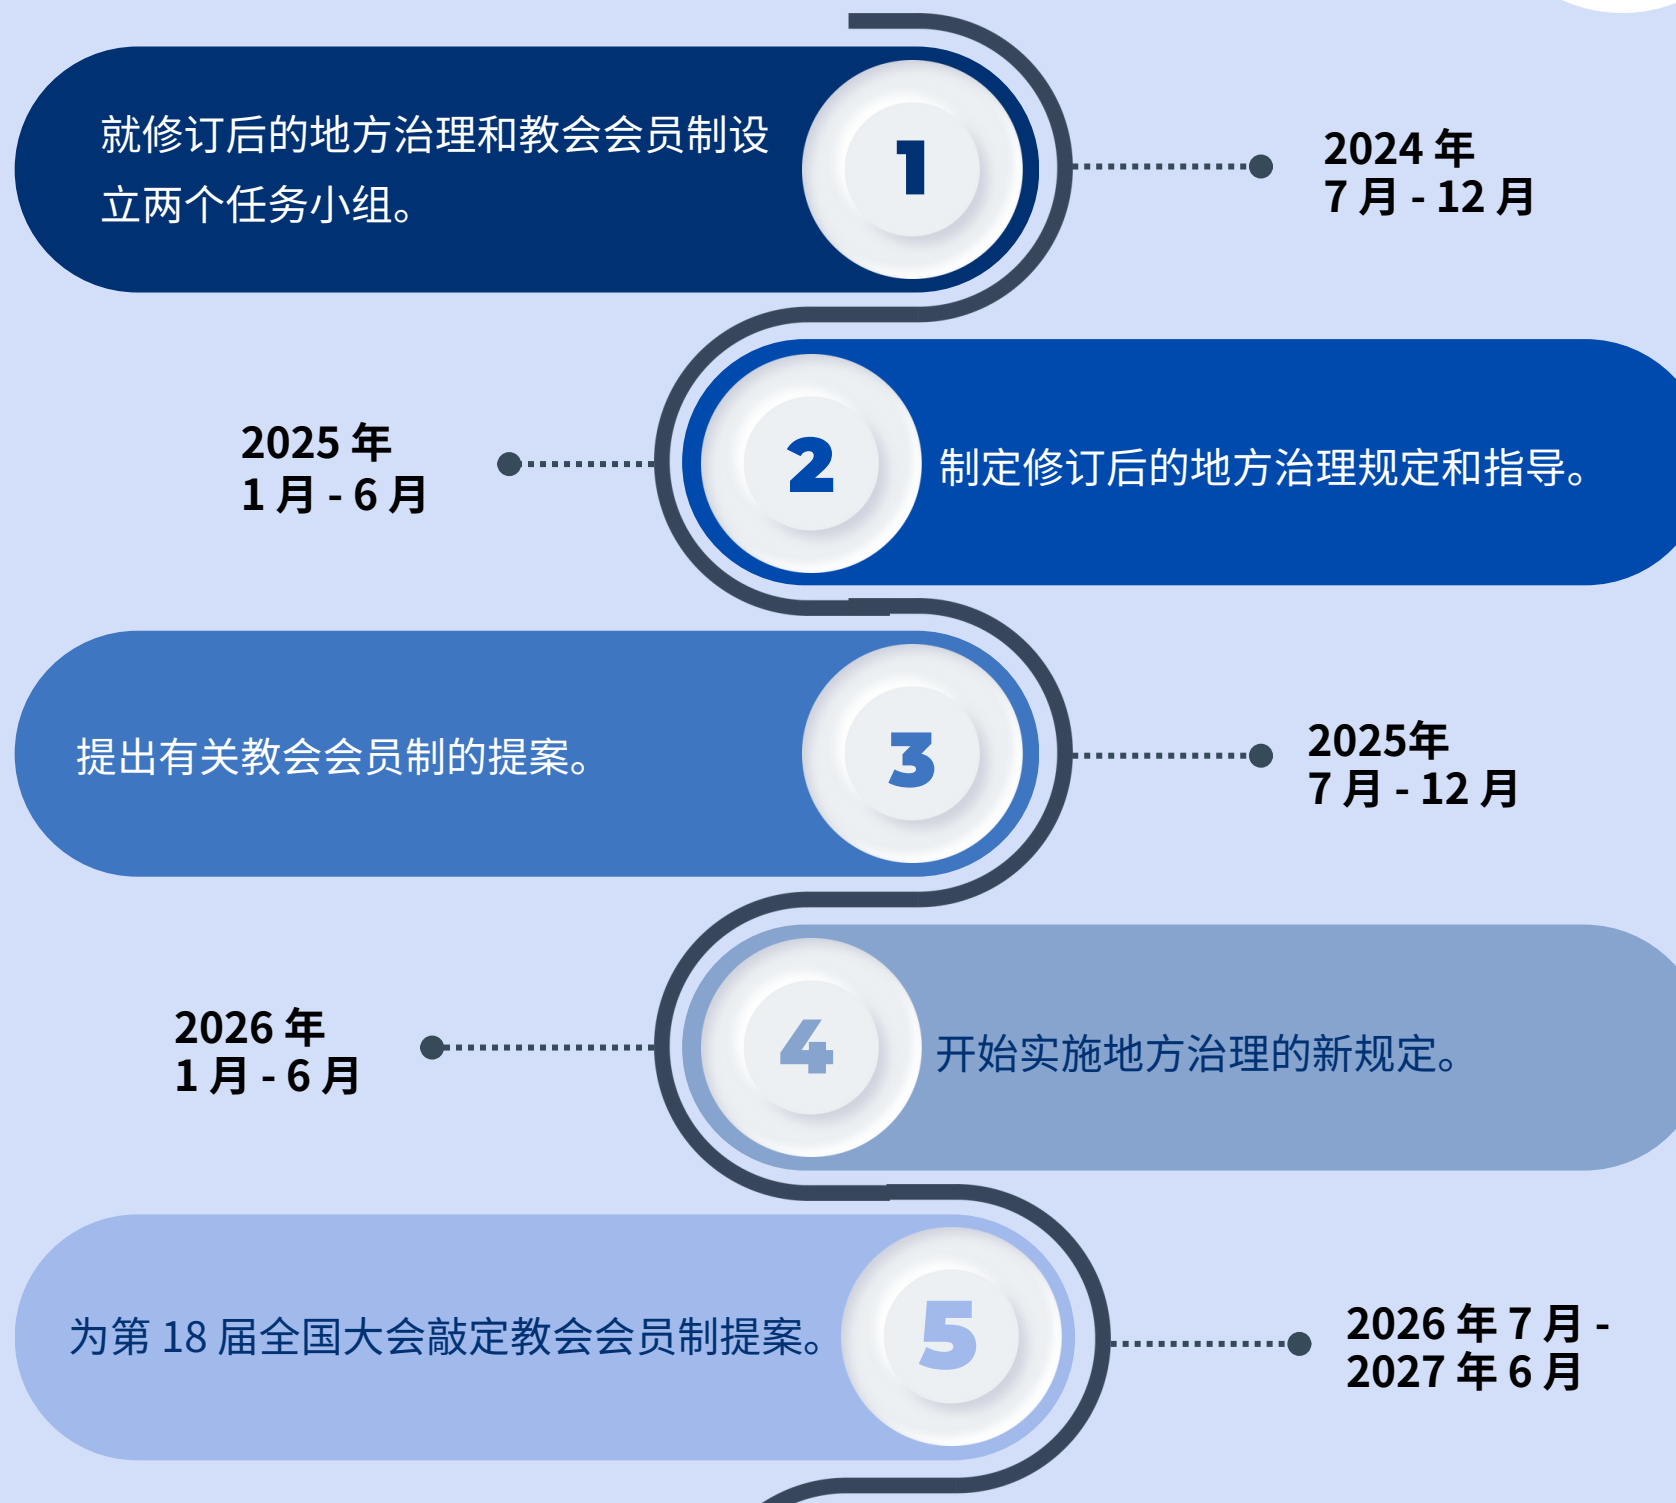 就修订后的地方治理和教会会员制设
立两个任务小组。
1
2024 年
7 月 - 12 月
2025 年
1 月 - 6 月
2
制定修订后的地方治理规定和指导。
提出有关教会会员制的提案。
3
2025年
7 月 - 12 月
2026 年
1 月 - 6 月
4
开始实施地方治理的新规定。
为第 18 届全国大会敲定教会会员制提案。
5
2026 年 7 月 -
2027 年 6 月